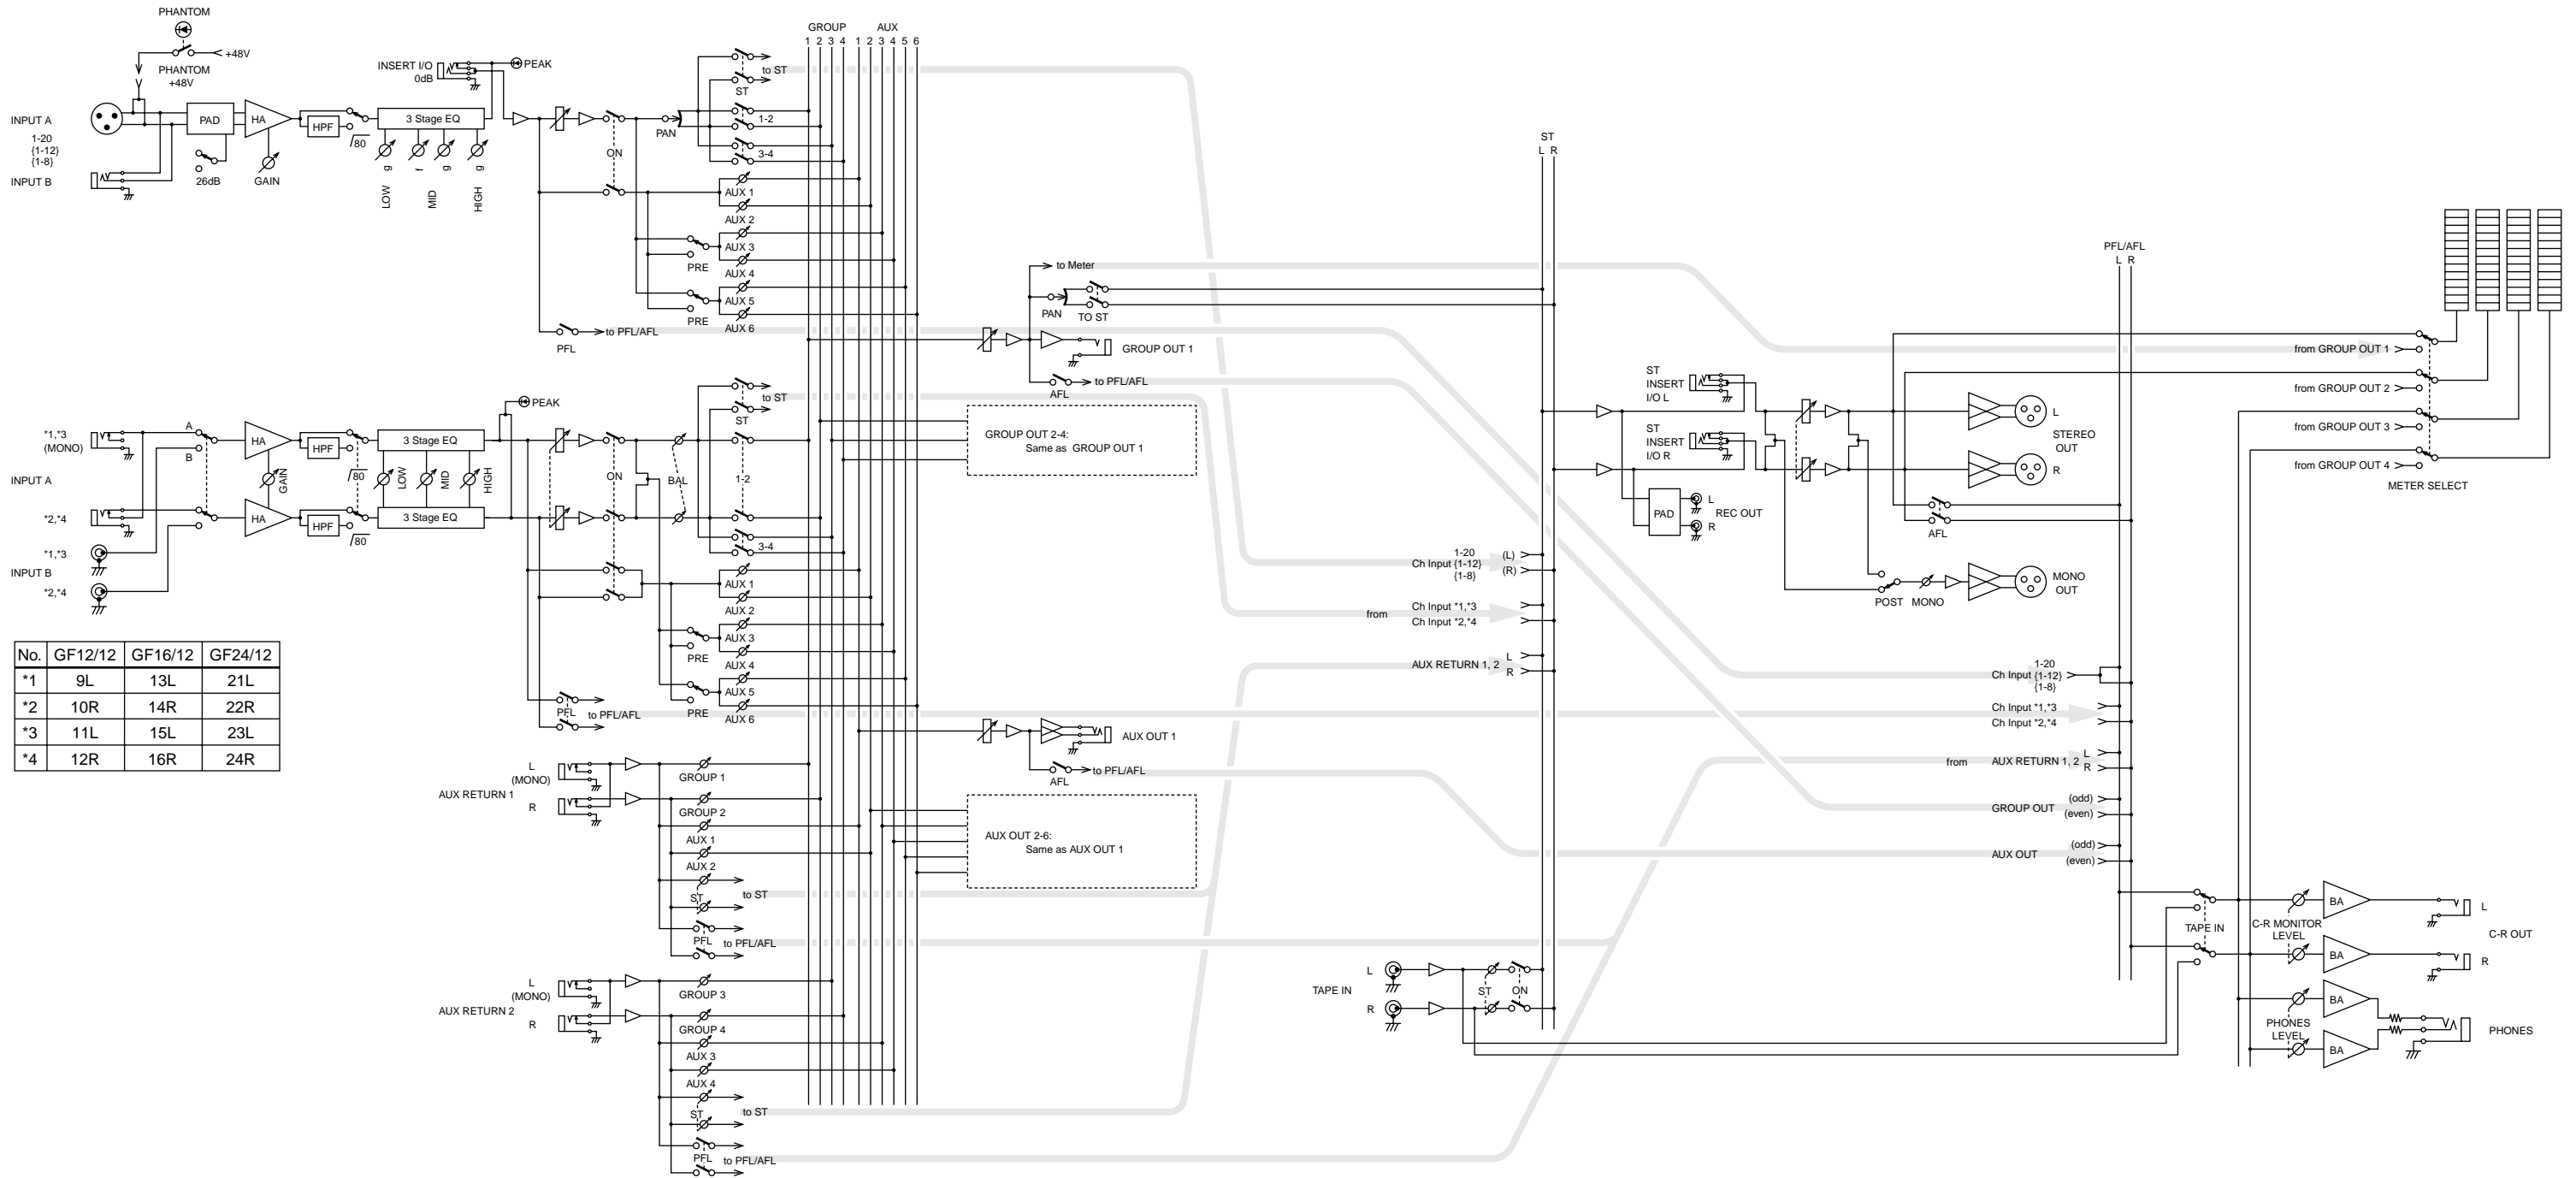 PHANTOM
+48V
PHANTOM
+48V
INPUT A
1-20
{1-12}
{1-8}
INPUT B
PAD
26dB
HA
GAIN
HPF
80
3 Stage EQ
g
f
g
g
LOW
MID
HIGH
INSERT I/O
0dB
PEAK
ON
PAN
PFL
to PFL/AFL
to ST
ST
1-2
3-4
AUX 1
AUX 2
AUX 3
PRE
AUX 4
AUX 5
PRE
AUX 6
GROUP
AUX
1 2 3 4 1 2 3 4 5 6
*1,*3
(MONO)
INPUT A
*2,*4
*1,*3
INPUT B
*2,*4
A
B
HA
GAIN
HA
HPF
80
HPF
80
3 Stage EQ
LOW
MID
HIGH
3 Stage EQ
PEAK
ON
BAL
to ST
ST
1-2
3-4
AUX 1
AUX 2
AUX 3
PRE
AUX 4
AUX 5
PRE
AUX 6
PFL
to PFL/AFL
No. GF12/12 GF16/12 GF24/12
*1 9L 13L 21L
*2 10R 14R 22R
*3 11L 15L 23L
*4 12R 16R 24R
L
(MONO)
AUX RETURN 1
R
GROUP 1
GROUP 2
AUX 1
AUX 2
ST
to ST
PFL
to PFL/AFL
L
(MONO)
AUX RETURN 2
R
GROUP 3
GROUP 4
AUX 3
AUX 4
ST
to ST
PFL
to PFL/AFL
to Meter
PAN
TO ST
GROUP OUT 1
AFL
to PFL/AFL
GROUP OUT 2-4:
Same as GROUP OUT 1
AUX OUT 1
AFL
to PFL/AFL
AUX OUT 2-6:
Same as AUX OUT 1
ST
L R
1-20
Ch Input {1-12}
{1-8}
(L)
(R)
from
Ch Input *1,*3
Ch Input *2,*4
AUX RETURN 1, 2
L
R
TAPE IN
L
R
ST
ON
ST
INSERT
I/O L
ST
INSERT
I/O R
PAD
L
REC OUT
R
L
STEREO
OUT
R
AFL
POST
MONO
MONO
OUT
PFL/AFL
L R
1-20
Ch Input {1-12}
{1-8}
Ch Input *1,*3
Ch Input *2,*4
from
AUX RETURN 1, 2
L
R
GROUP OUT
(odd)
(even)
AUX OUT
(odd)
(even)
from GROUP OUT 1
from GROUP OUT 2
from GROUP OUT 3
from GROUP OUT 4
METER SELECT
TAPE IN
C-R MONITOR
LEVEL
BA
L
C-R OUT
BA
R
BA
PHONES
LEVEL
BA
PHONES